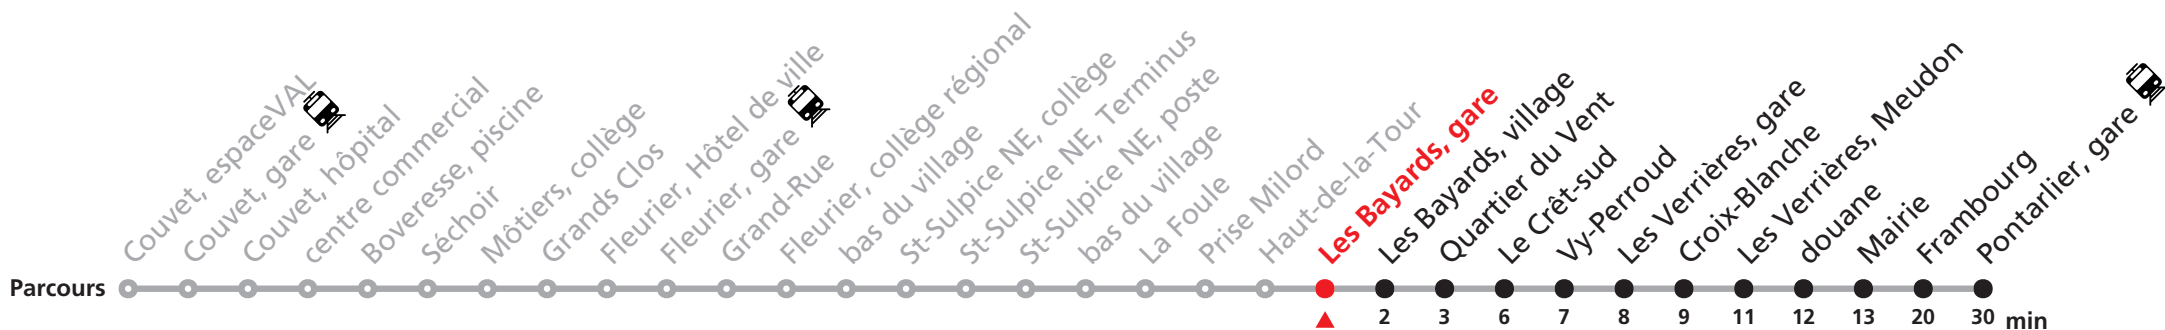 Couvet, espaceVAL
Couvet, gare
Couvet, hôpital
centre commercial
Boveresse, piscine
Séchoir
Môtiers, collège
Grands Clos
Fleurier, Hôtel de ville
Fleurier, gare
Grand-Rue
Fleurier, collège régional
bas du village
St-Sulpice NE, collège
St-Sulpice NE, Terminus
St-Sulpice NE, poste
bas du village
La Foule
Prise Milord
Haut-de-la-Tour
Les Bayards, gare
Les Bayards, village
Quartier du Vent
Le Crêt-sud
Vy-Perroud
Les Verrières, gare
Croix-Blanche
Les Verrières, Meudon
douane
Mairie
Frambourg
Pontarlier, gare
Parcours
2 3 6 7 8 9 11 12 13 20 30 min